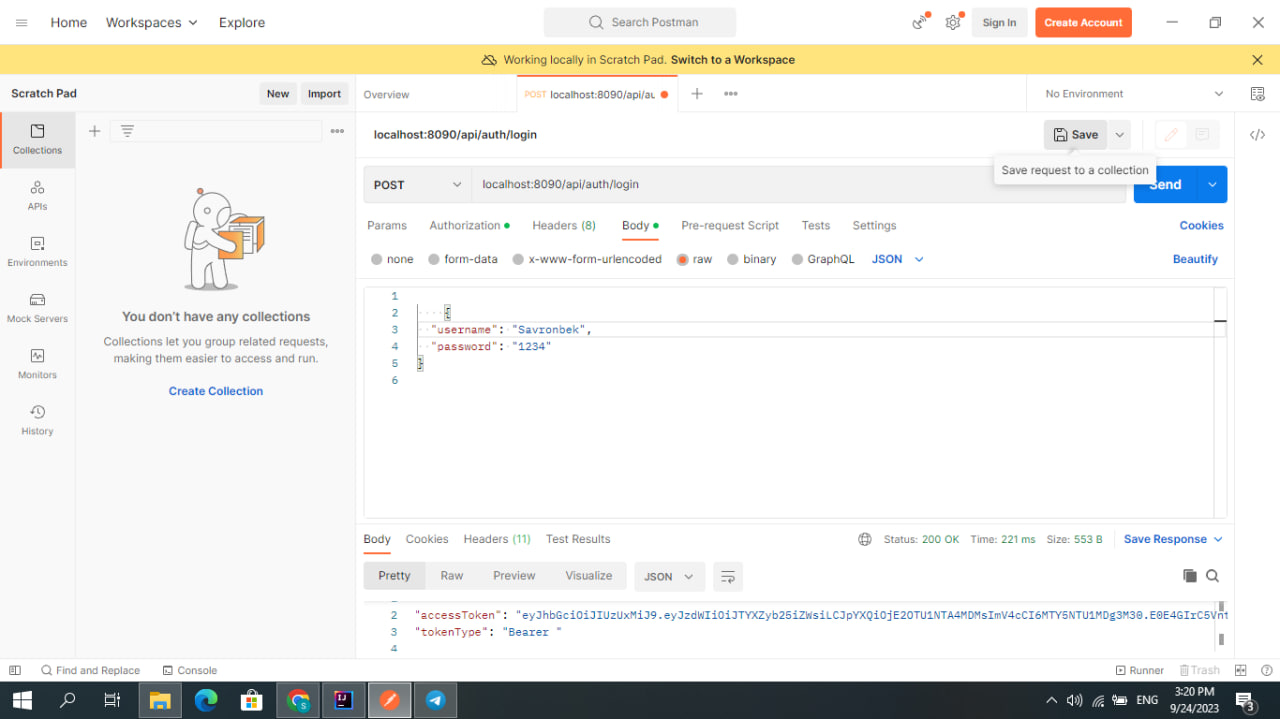 Home Workspaces Explore Search Postman Sign In Create Account
Working locally in Scratch Pad. Switch to a Workspace
Scratch Pad New Import Overview POST localhost:8090/api/au No Environment
Collections
APIs
Environments
Mock Servers
Monitors
History
You don't have any collections
Collections let you group related requests,
making them easier to access and run.
Create Collection
localhost:8090/api/auth/login Save
Save request to a collection
POST localhost:8090/api/auth/login Send
Params Authorization Headers (8) Body Pre-request Script Tests Settings Cookies
none form-data x-www-form-urlencoded raw binary GraphQL JSON Beautify
1
2 {
3 "username": "Savronbek",
4 "password": "1234"
5 }
6
Body Cookies Headers (11) Test Results Status: 200 OK Time: 221 ms Size: 553 B Save Response
Pretty Raw Preview Visualize JSON
2 "accessToken": "eyJhbGciOiJIUzUxMiJ9.eyJzdWIiOiJTYXZyb25iZWsiLCJpYXQiOjE2OTU1NTA4MDMsImV4cCI6MTY5NTU1MDg3M30.E0E4GIrC5Vnt
3 "tokenType": "Bearer "
4
Find and Replace Console Runner Trash
ENG 3:20 PM
9/24/2023 3